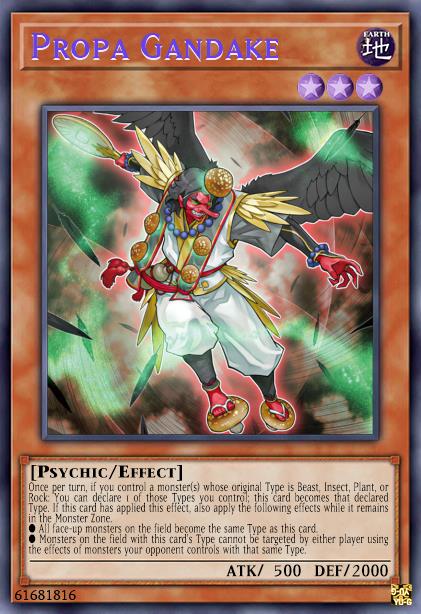 PROPA GANDAKE
EARTH
地
[PSYCHIC/EFFECT]
Once per turn, if you control a monster(s) whose original Type is Beast, Insect, Plant, or
Rock: You can declare 1 of those Types you control; this card becomes that declared
Type. If this card has applied this effect, also apply the following effects while it remains
in the Monster Zone.
● All face-up monsters on the field become the same Type as this card.
● Monsters on the field with this card's Type cannot be targeted by either player using
the effects of monsters your opponent controls with that same Type.
ATK/ 500 DEF/2000
61681816